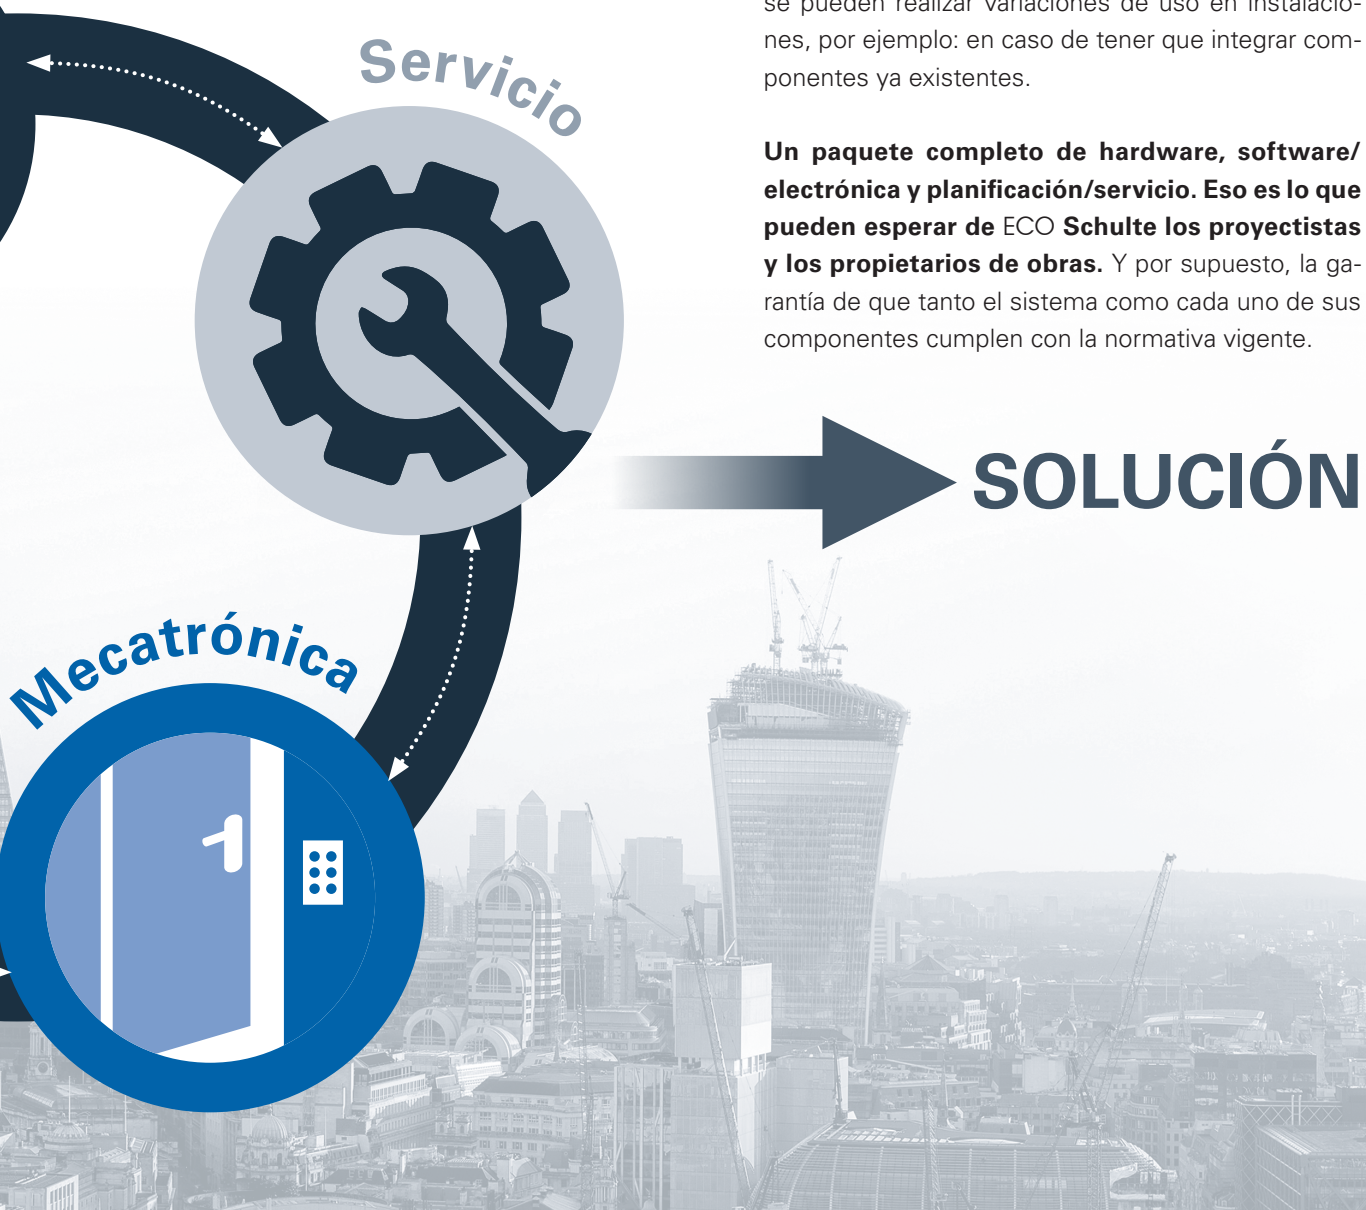 se pueden realizar variaciones de uso en instalacio-
nes, por ejemplo: en caso de tener que integrar com-
ponentes ya existentes.
Un paquete completo de hardware, software/
electrónica y planificación/servicio. Eso es lo que
pueden esperar de ECO Schulte los proyectistas
y los propietarios de obras. Y por supuesto, la ga-
rantía de que tanto el sistema como cada uno de sus
componentes cumplen con la normativa vigente.
Servicio
SOLUCIÓN
Mecatrónica